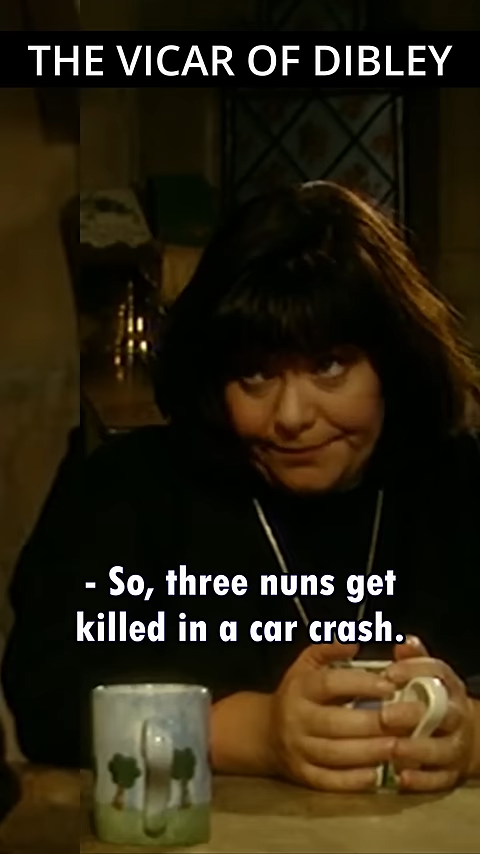 THE VICAR OF DIBLEY
- So, three nuns get
killed in a car crash.